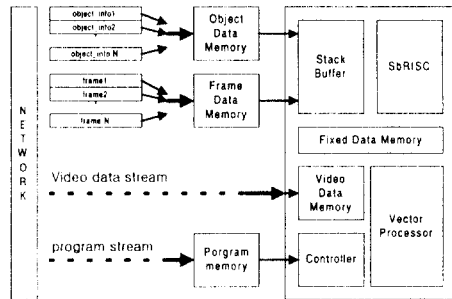 NETWORK
object_info1
object_info2
object_info N
Object
Data
Memory
frame1
frame2
frame N
Frame
Data
Memory
Stack
Buffer
SbRISC
Fixed Data Memory
Video data stream
Video
Data
Memory
Vector
Processor
program stream
Porgram
memory
Controller